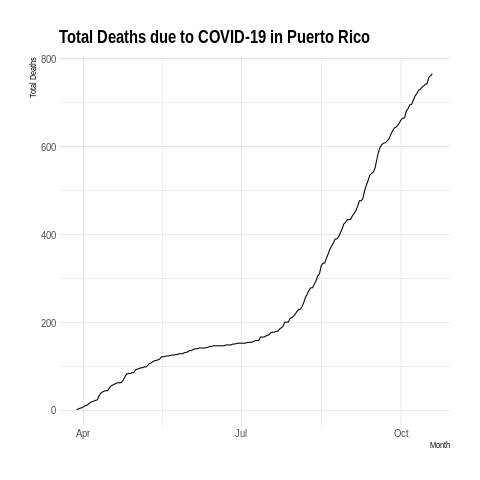 Total Deaths due to COVID-19 in Puerto Rico
Total Deaths
800
600
400
200
0
Apr
Jul
Oct
Month